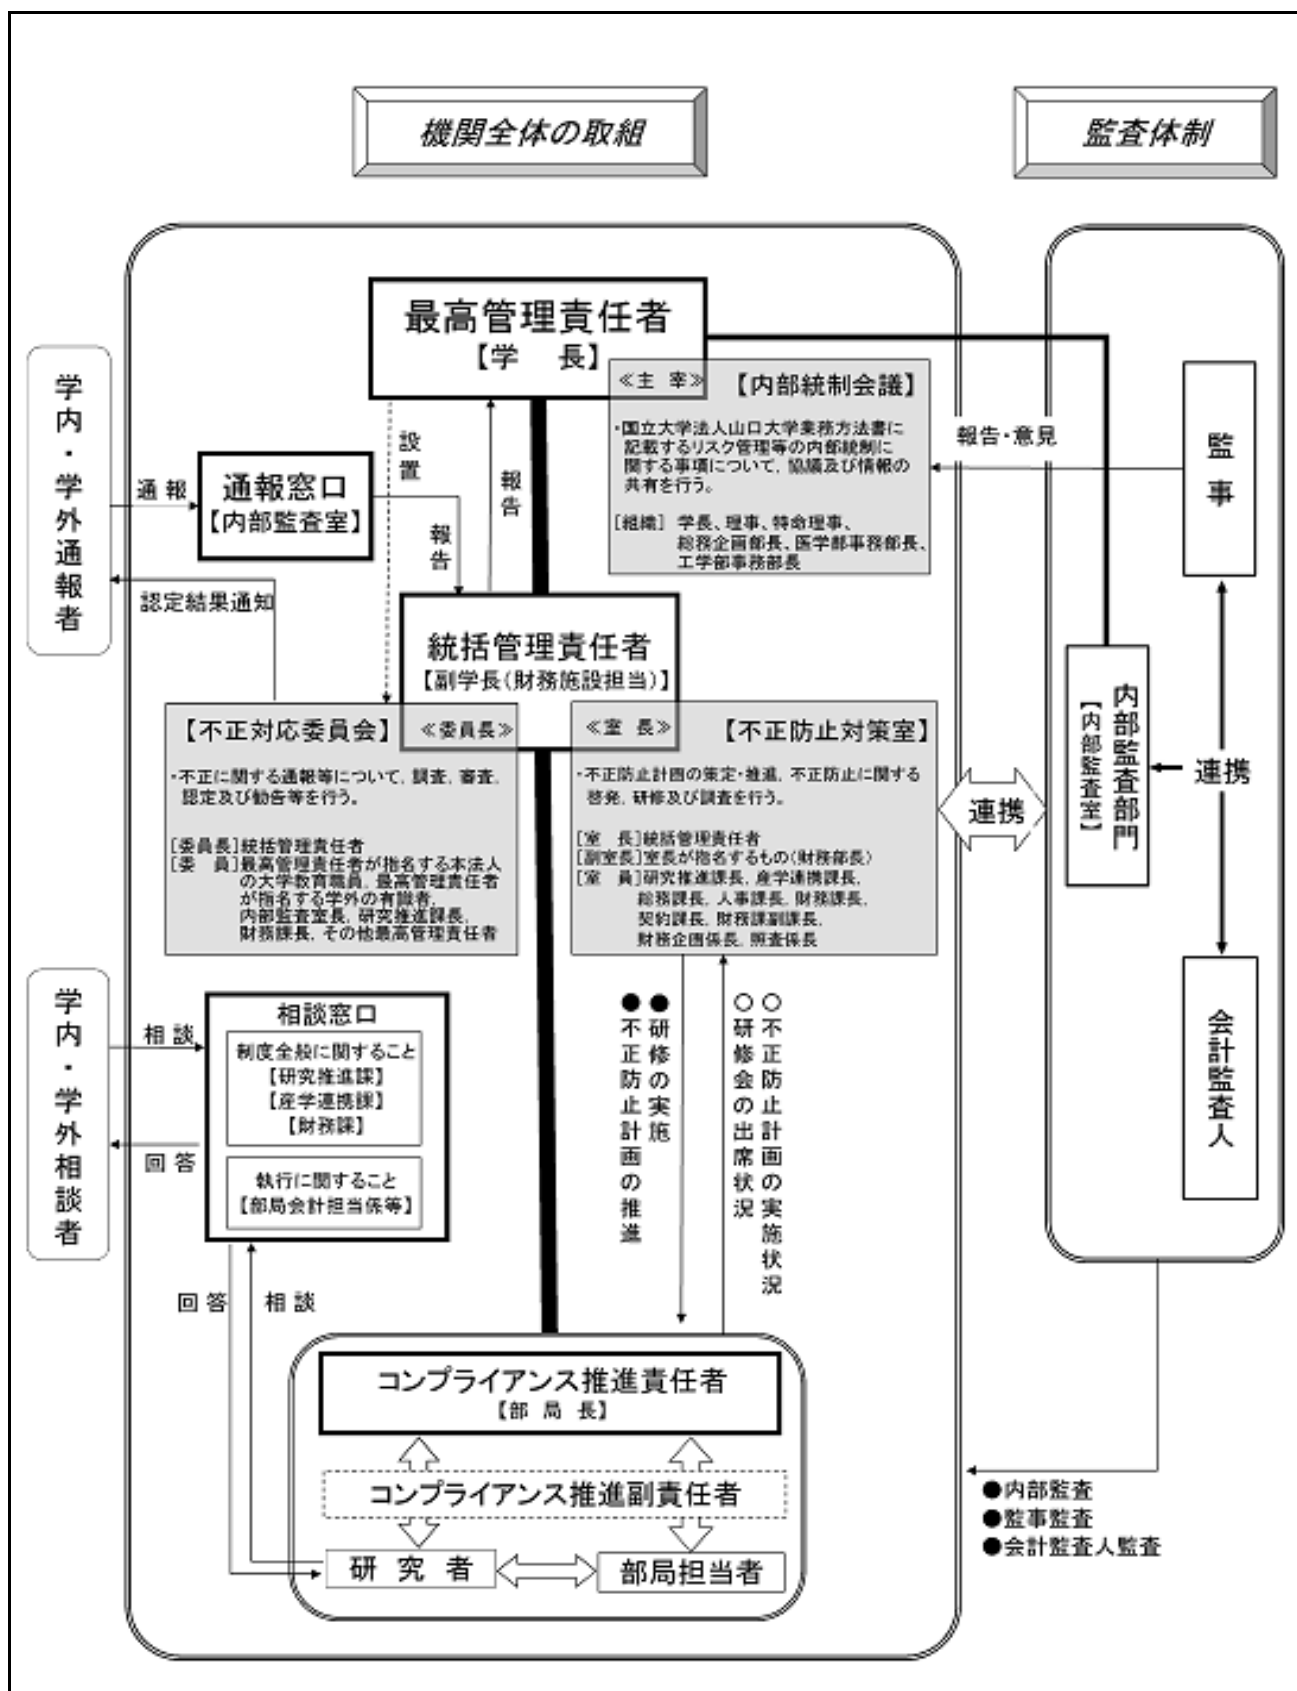 機関全体の取組
監査体制
最高管理責任者
【学　長】
≪主 宰≫
【内部統制会議】
・国立大学法人山口大学業務方法書に
記載するリスク管理等の内部統制に
関する事項について、協議及び情報の
共有を行う。
[組織] 学長、理事、特命理事、
総務企画部長、医学部事務部長、
工学部事務部長
報告・意見
監事
学内・学外通報者
通報
通報窓口
【内部監査室】
設置
報告
報告
認定結果通知
統括管理責任者
【副学長(財務施設担当)】
【不正対応委員会】
≪委員長≫
・不正に関する通報等について、調査、審査、
認定及び勧告等を行う。
[委員長]統括管理責任者
[委　員]最高管理責任者が指名する本法人
の大学教育職員、最高管理責任者
が指名する学外の有識者、
内部監査室長、研究推進課長、
財務課長、その他最高管理責任者
≪室 長≫
【不正防止対策室】
・不正防止計画の策定・推進、不正防止に関する
啓発、研修及び調査を行う。
[室　長]統括管理責任者
[副室長]室長が指名するもの(財務部長)
[室　員]研究推進課長、産学連携課長、
総務課長、人事課長、財務課長、
契約課長、財務課副課長、
財務企画係長、照査係長
連携
内部監査部門
【内部監査室】
連携
会計監査人
学内・学外相談者
相談
回答
相談窓口
制度全般に関すること
【研究推進課】
【産学連携課】
【財務課】
執行に関すること
【部局会計担当係等】
回答
相談
●研修の実施
●不正防止計画の推進
○不正防止計画の実施状況
○研修会の出席状況
コンプライアンス推進責任者
【部 局 長】
コンプライアンス推進副責任者
研 究 者
部局担当者
●内部監査
●監事監査
●会計監査人監査